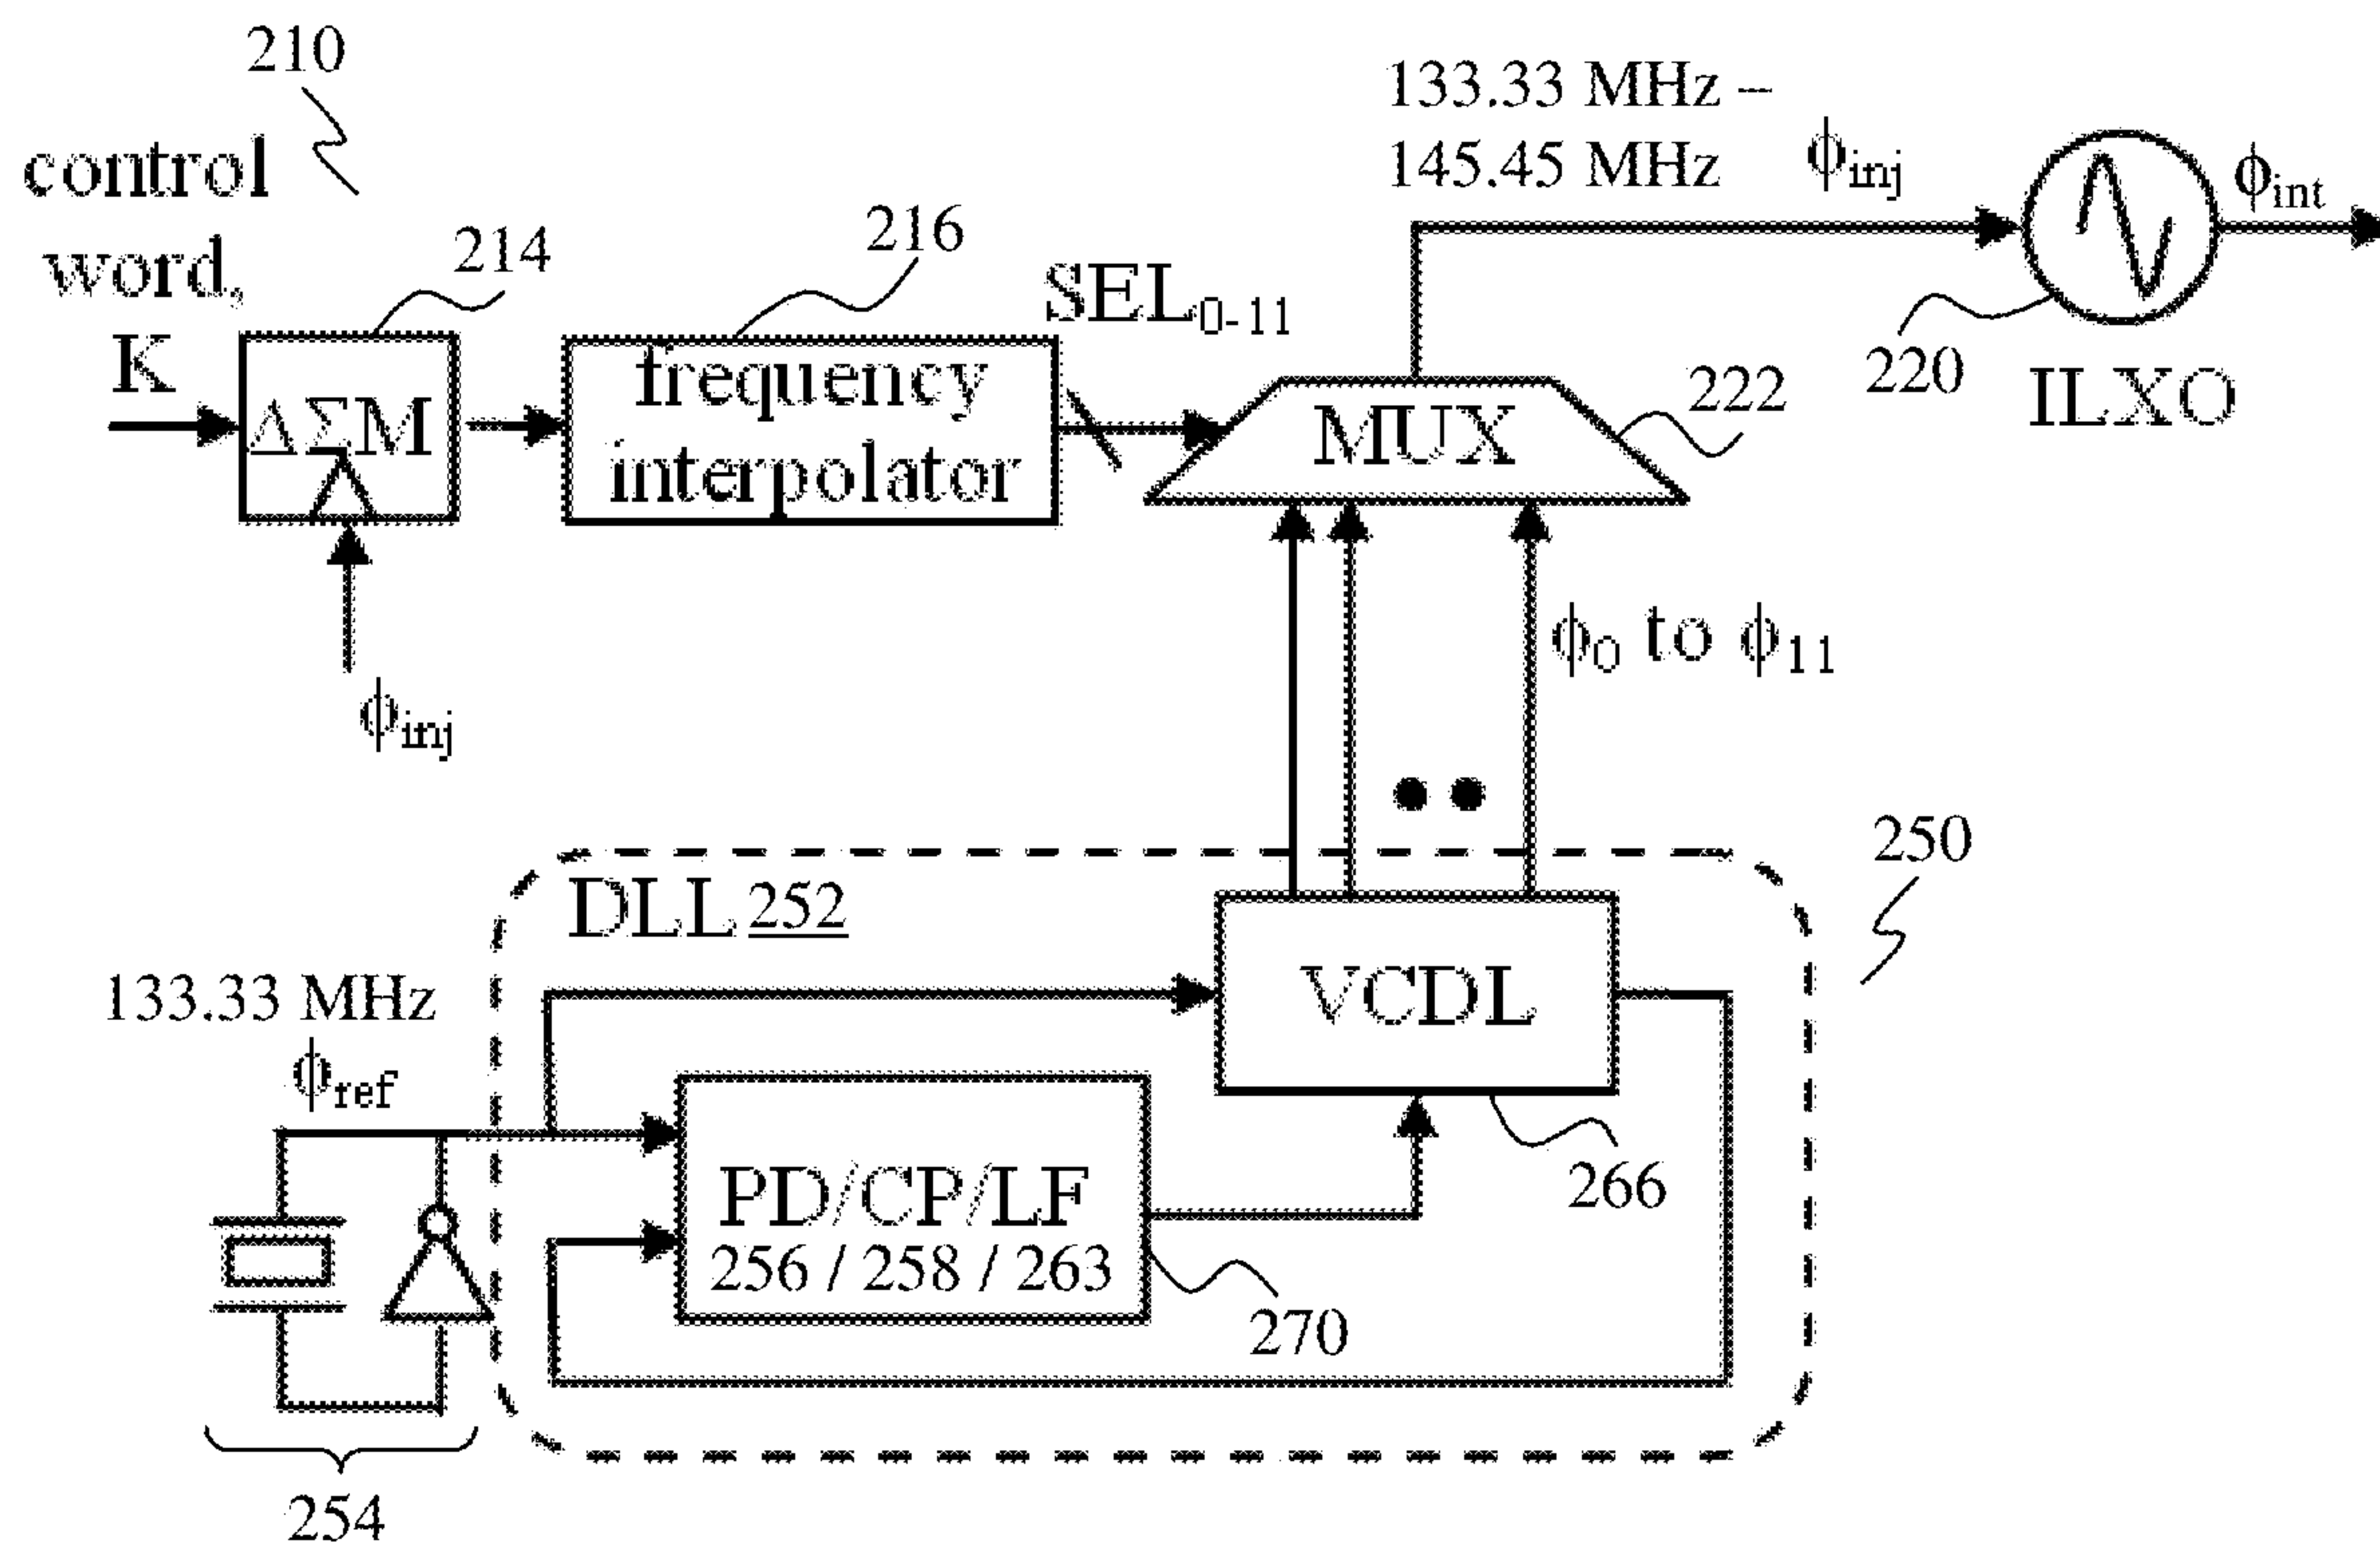 210
control
word,
K
214
ΔΣM
ϕinj
216
frequency
interpolator
SEL0-11
133.33 MHz –
145.45 MHz
ϕinj
ϕint
220
ILXO
MUX
222
ϕ0 to ϕ11
250
DLL 252
VCDL
266
133.33 MHz
ϕref
PD/CP/LF
256 / 258 / 263
270
254